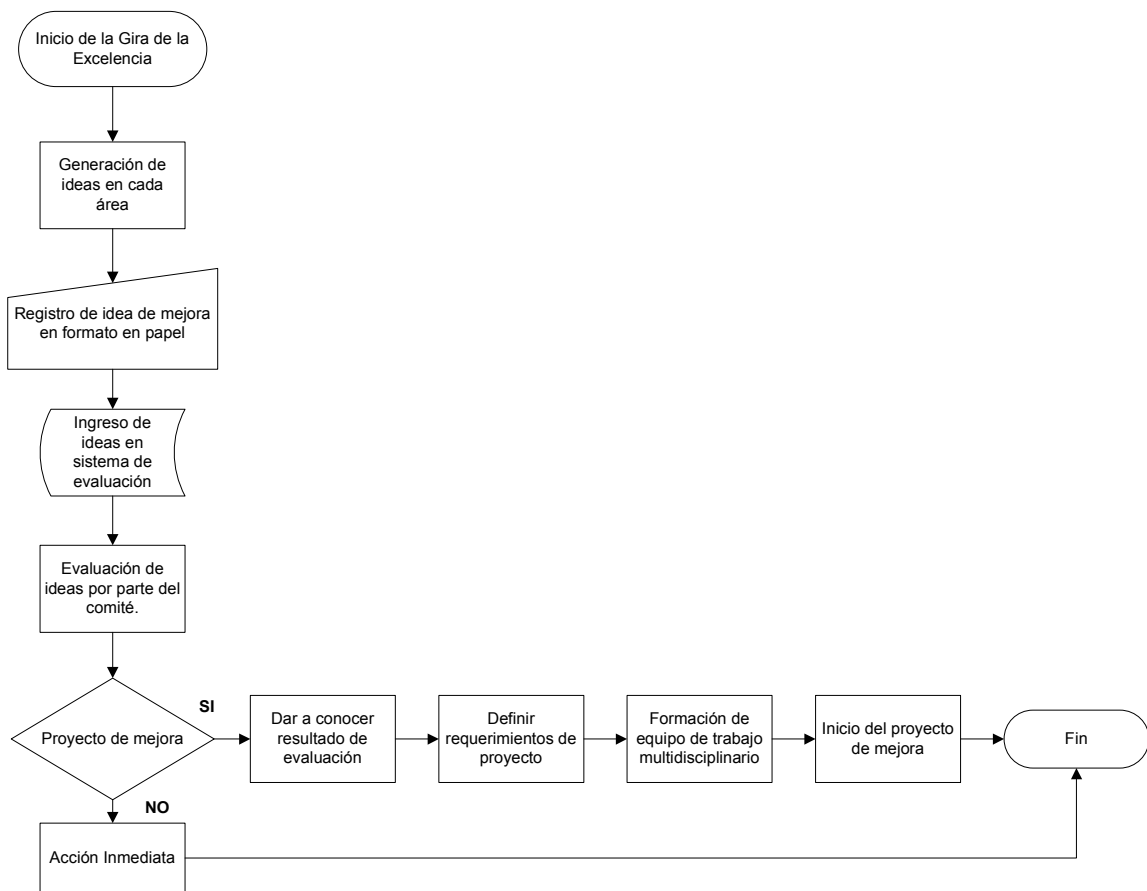 Inicio de la Gira de la
Excelencia
Generación de
ideas en cada
área
Registro de idea de mejora
en formato en papel
Ingreso de
ideas en
sistema de
evaluación
Evaluación de
ideas por parte del
comité.
Proyecto de mejora
SI
Dar a conocer
resultado de
evaluación
Definir
requerimientos de
proyecto
Formación de
equipo de trabajo
multidisciplinario
Inicio del proyecto
de mejora
Fin
NO
Acción Inmediata